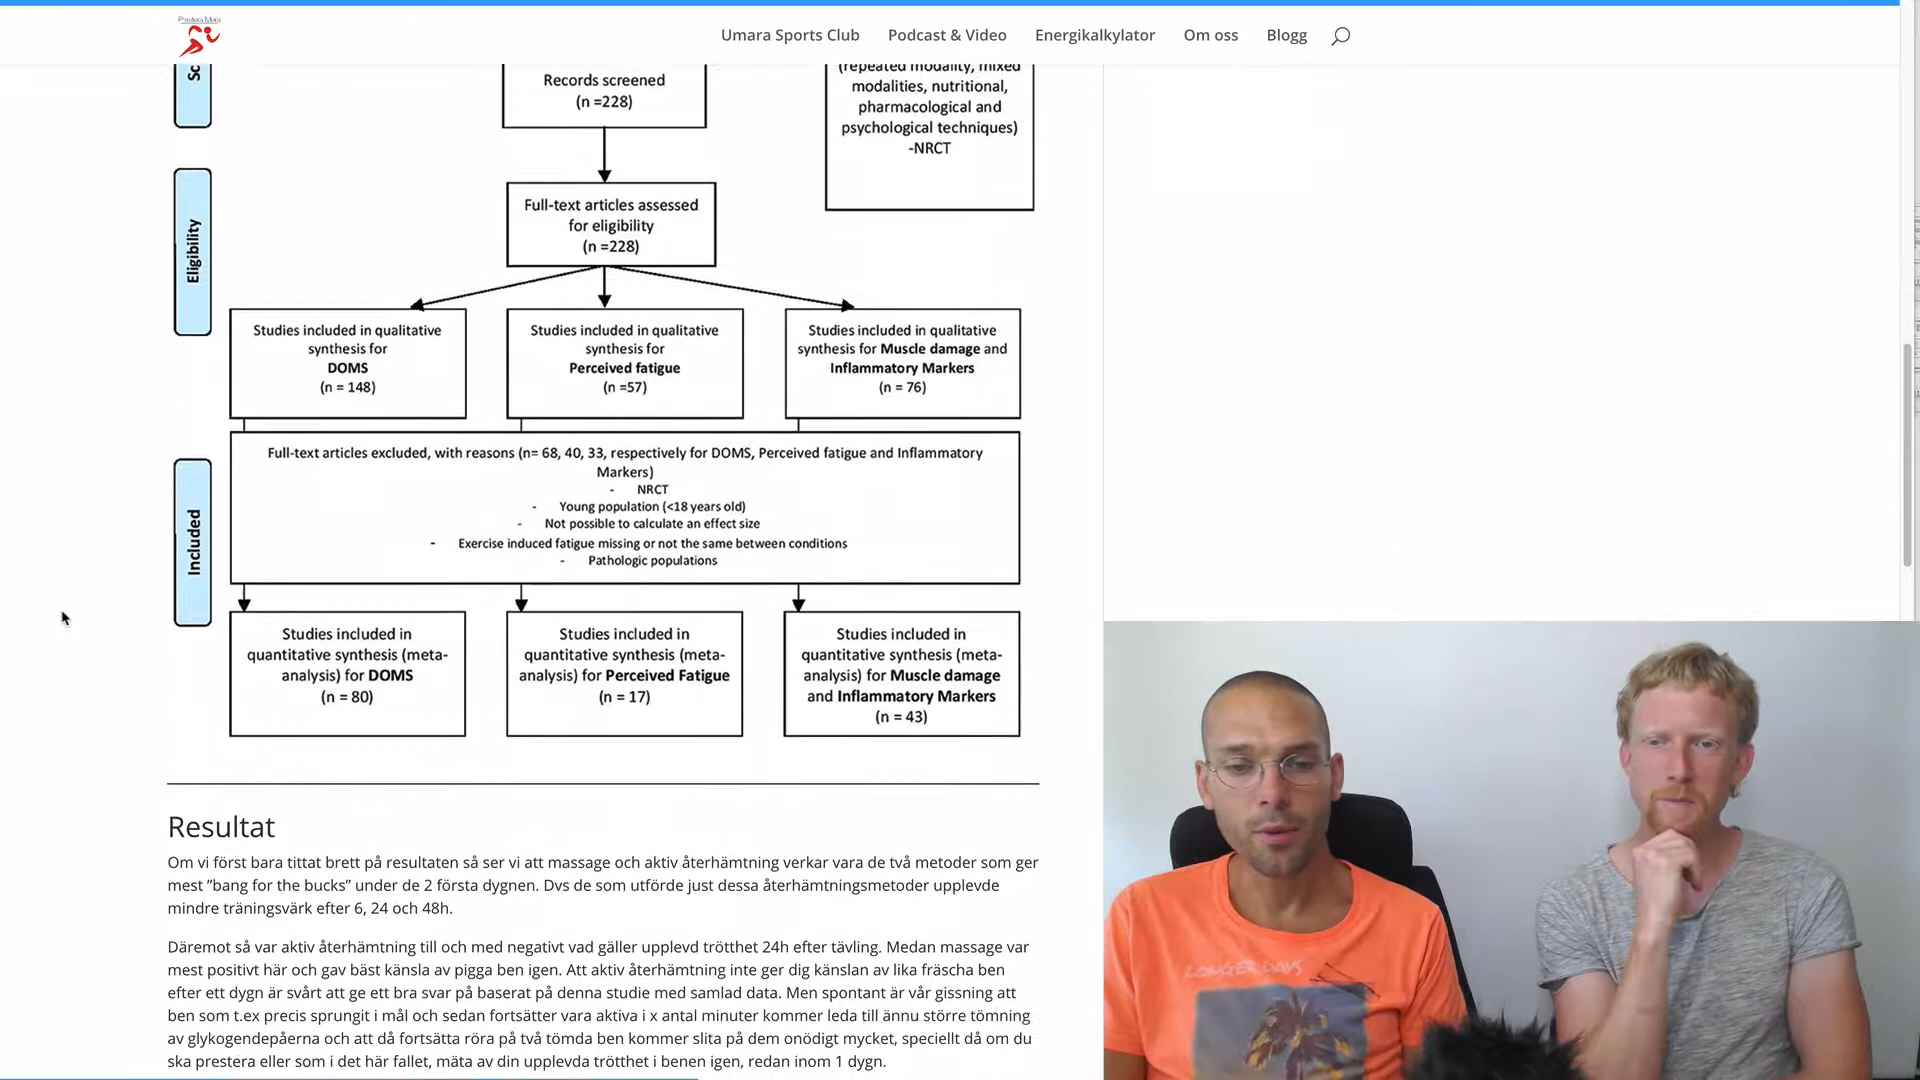 Prestera Mera
Umara Sports Club
Podcast & Video
Energikalkylator
Om oss
Blogg
Sc
Records screened
(n =228)
(repeated modality, mixed
modalities, nutritional,
pharmacological and
psychological techniques)
-NRCT
Eligibility
Full-text articles assessed
for eligibility
(n =228)
Studies included in qualitative
synthesis for
DOMS
(n = 148)
Studies included in qualitative
synthesis for
Perceived fatigue
(n =57)
Studies included in qualitative
synthesis for Muscle damage and
Inflammatory Markers
(n = 76)
Included
Full-text articles excluded, with reasons (n= 68, 40, 33, respectively for DOMS, Perceived fatigue and Inflammatory
Markers)
- NRCT
- Young population (<18 years old)
- Not possible to calculate an effect size
- Exercise induced fatigue missing or not the same between conditions
- Pathologic populations
Studies included in
quantitative synthesis (meta-
analysis) for DOMS
(n = 80)
Studies included in
quantitative synthesis (meta-
analysis) for Perceived Fatigue
(n = 17)
Studies included in
quantitative synthesis (meta-
analysis) for Muscle damage
and Inflammatory Markers
(n = 43)
Resultat
Om vi först bara tittat brett på resultaten så ser vi att massage och aktiv återhämtning verkar vara de två metoder som ger
mest ”bang for the bucks” under de 2 första dygnen. Dvs de som utförde just dessa återhämtningsmetoder upplevde
mindre träningsvärk efter 6, 24 och 48h.
Däremot så var aktiv återhämtning till och med negativt vad gäller upplevd trötthet 24h efter tävling. Medan massage var
mest positivt här och gav bäst känsla av pigga ben igen. Att aktiv återhämtning inte ger dig känslan av lika fräscha ben
efter ett dygn är svårt att ge ett bra svar på baserat på denna studie med samlad data. Men spontant är vår gissning att
ben som t.ex precis sprungit i mål och sedan fortsätter vara aktiva i x antal minuter kommer leda till ännu större tömning
av glykogendepåerna och att då fortsätta röra på två tömda ben kommer slita på dem onödigt mycket, speciellt då om du
ska prestera eller som i det här fallet, mäta av din upplevda trötthet i benen igen, redan inom 1 dygn.
LONGER DAYS